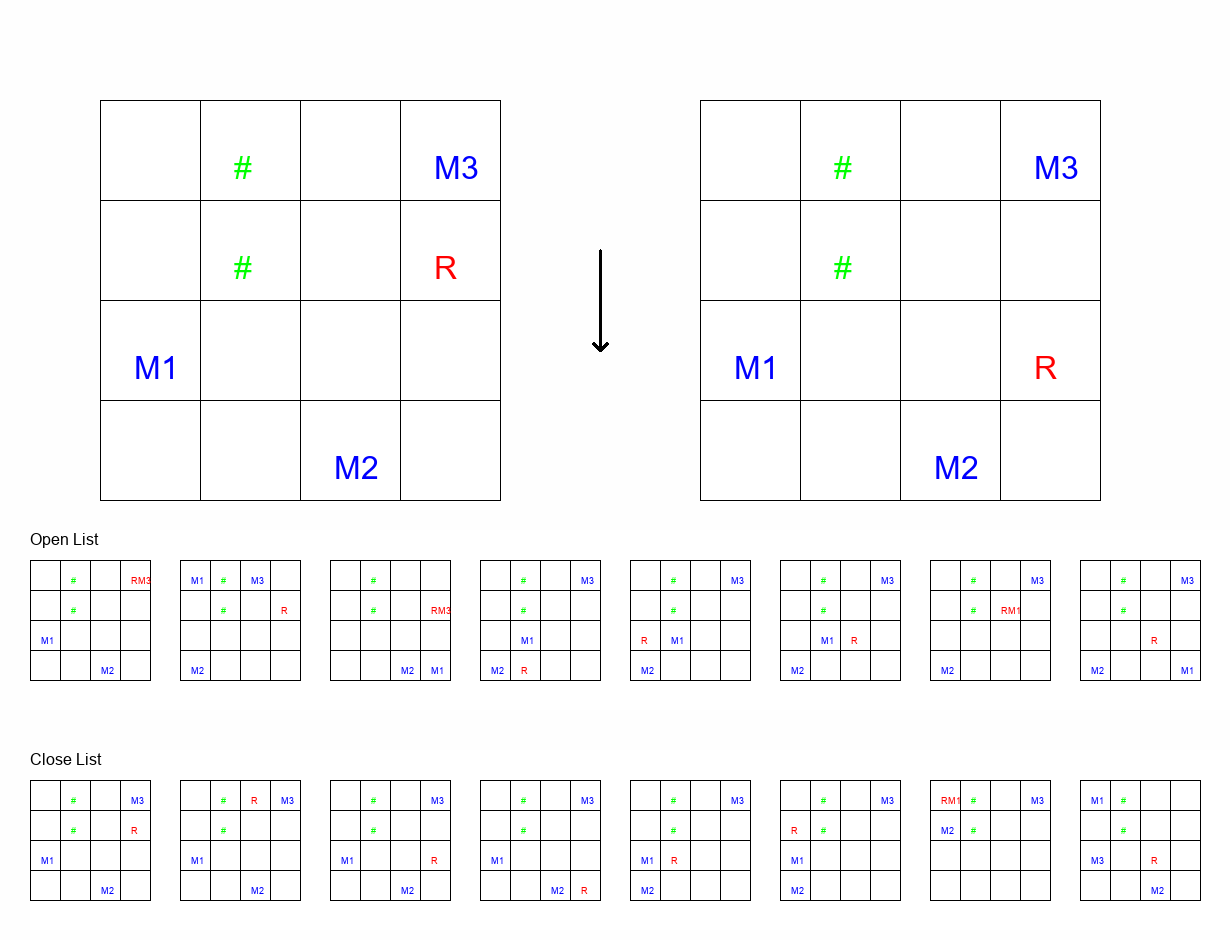 # M3 # M3
# R #
M1 M1 R
M2 M2
Open List
# RM3 M1 # M3 # # M3 # M3 # M3 # M3 # M3
# # R # RM3 # # # # RM1 #
M1 M1 R M1 M1 R R
M2 M2 M2 M1 M2 R M2 M2 M2 M2 M1
Close List
# M3 # R M3 # M3 # M3 # M3 # M3 RM1 # M3 M1 #
# R # # # # R # M2 # #
M1 M1 M1 R M1 M1 R M1 M3 R
M2 M2 M2 M2 R M2 M2 M2